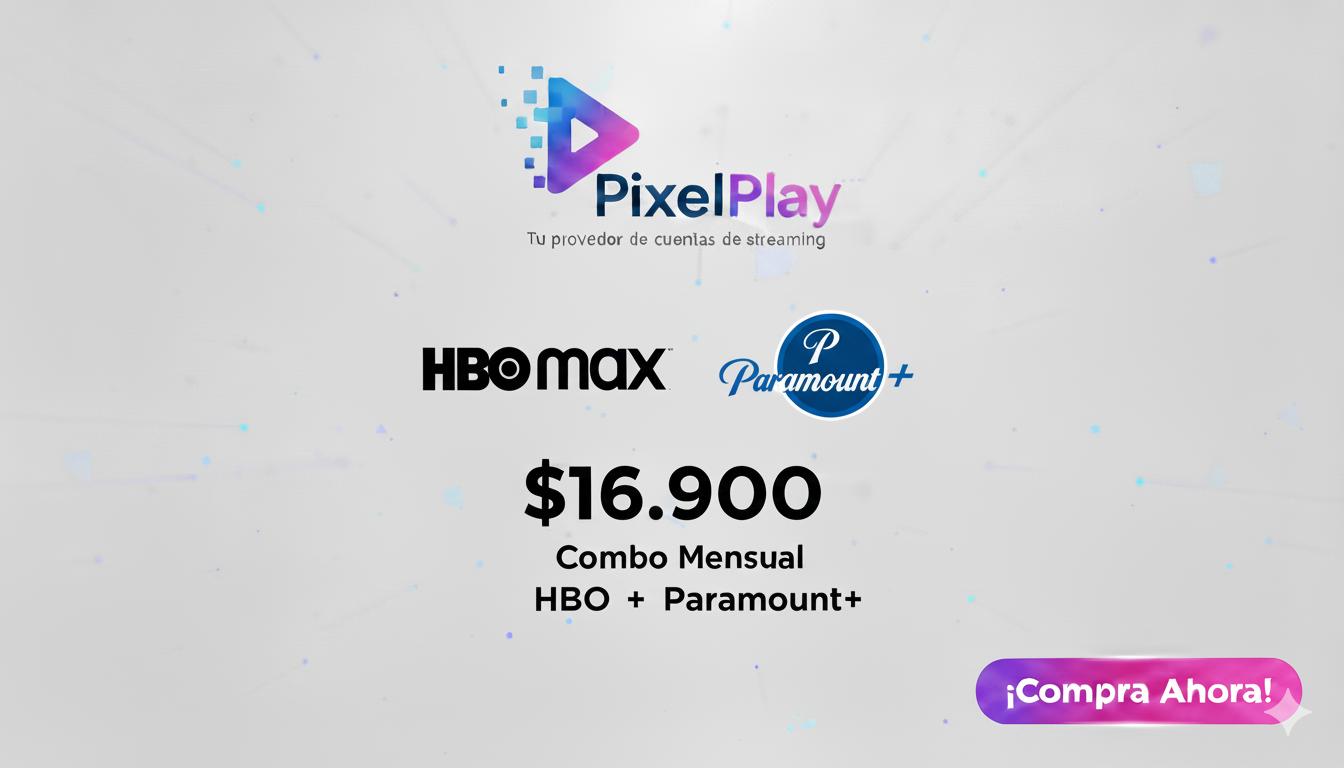 PixelPlay
Tu provedor de cuentas de streaming
HBO max
P
Paramount+
$16.900
Combo Mensual
HBO + Paramount+
¡Compra Ahora!